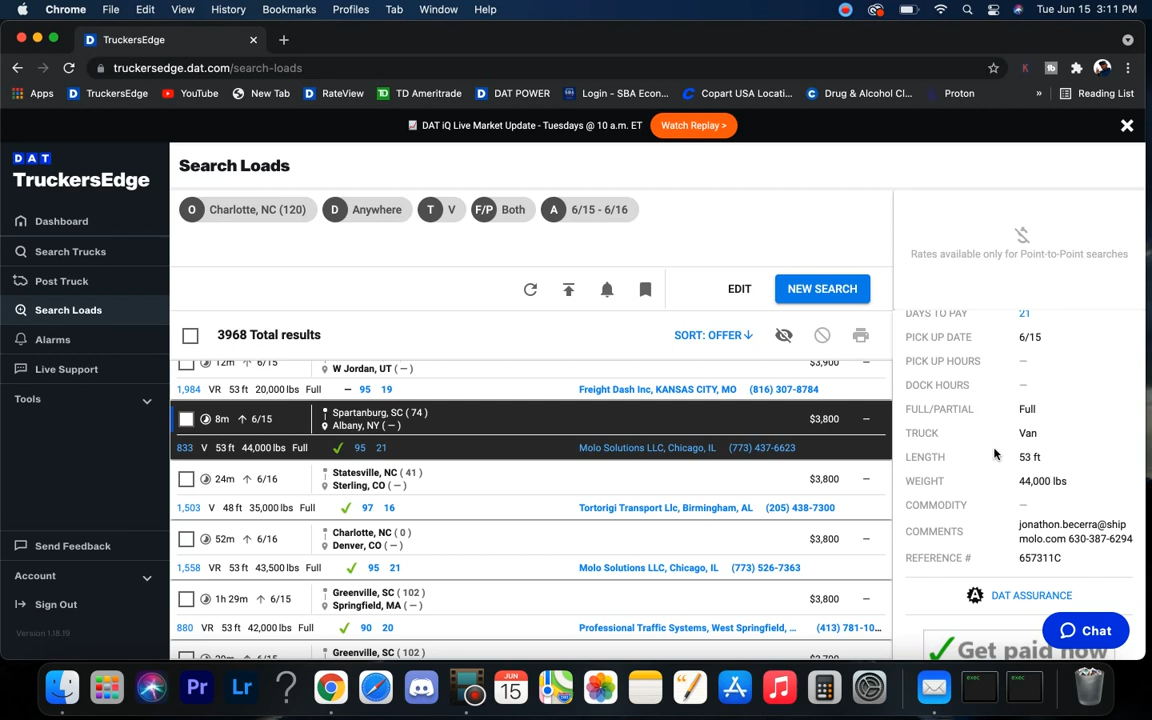 Chrome File Edit View History Bookmarks Profiles Tab Window Help Tue Jun 15 3:11 PM
D TruckersEdge
truckersedge.dat.com/search-loads
Apps D TruckersEdge YouTube New Tab D RateView TD TD Ameritrade D DAT POWER Login - SBA Econ... C Copart USA Locati... C Drug & Alcohol Cl... Proton » Reading List
DAT iQ Live Market Update - Tuesdays @ 10 a.m. ET Watch Replay >
DAT
TruckersEdge
Dashboard
Search Trucks
Post Truck
Search Loads
Alarms
Live Support
Tools
Send Feedback
Account
Sign Out
Version 1.18.19
Search Loads
O Charlotte, NC (120) D Anywhere T V F/P Both A 6/15 - 6/16
EDIT NEW SEARCH
3968 Total results SORT: OFFER
12m 6/15 W Jordan, UT ( – ) $3,900 –
1,984 VR 53 ft 20,000 lbs Full – 95 19 Freight Dash Inc, KANSAS CITY, MO (816) 307-8784
8m 6/15 Spartanburg, SC ( 74 ) $3,800 –
Albany, NY ( – )
833 V 53 ft 44,000 lbs Full 95 21 Molo Solutions LLC, Chicago, IL (773) 437-6623
24m 6/16 Statesville, NC ( 41 ) $3,800 –
Sterling, CO ( – )
1,503 V 48 ft 35,000 lbs Full 97 16 Tortorigi Transport Llc, Birmingham, AL (205) 438-7300
52m 6/16 Charlotte, NC ( 0 ) $3,800 –
Denver, CO ( – )
1,558 VR 53 ft 43,500 lbs Full 95 21 Molo Solutions LLC, Chicago, IL (773) 526-7363
1h 29m 6/15 Greenville, SC ( 102 ) $3,800 –
Springfield, MA ( – )
880 VR 53 ft 42,000 lbs Full 90 20 Professional Traffic Systems, West Springfield, ... (413) 781-10...
Greenville, SC ( 102 )
Rates available only for Point-to-Point searches
DAYS TO PAY 21
PICK UP DATE 6/15
PICK UP HOURS –
DOCK HOURS –
FULL/PARTIAL Full
TRUCK Van
LENGTH 53 ft
WEIGHT 44,000 lbs
COMMODITY –
COMMENTS jonathon.becerra@ship
molo.com 630-387-6294
REFERENCE # 657311C
DAT ASSURANCE
Chat
Get paid now
Pr Lr JUN 15 exec exec